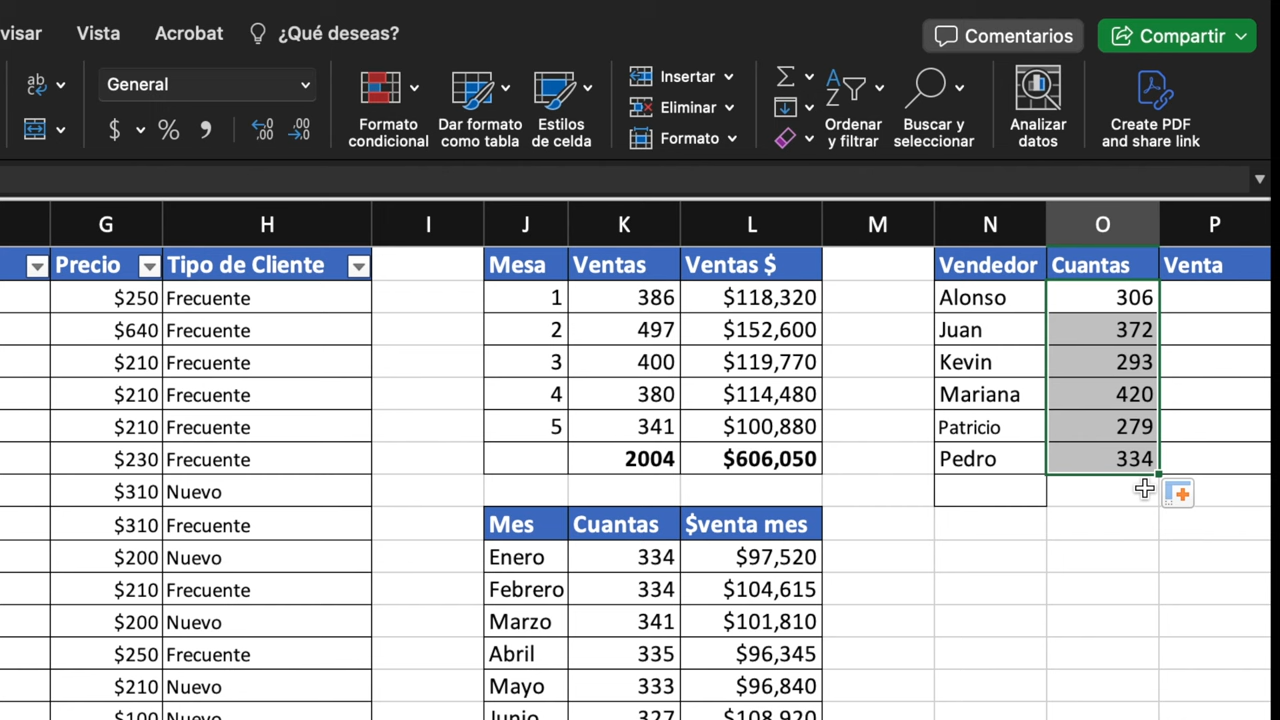 visar Vista Acrobat ¿Qué deseas? Comentarios Compartir
General
$ % ,00 ,0 ,0 ,00
Formato condicional
Dar formato como tabla
Estilos de celda
Insertar
Eliminar
Formato
Ordenar y filtrar
Buscar y seleccionar
Analizar datos
Create PDF and share link
G H I J K L M N O P
Precio Tipo de Cliente Mesa Ventas Ventas $ Vendedor Cuantas Venta
$250 Frecuente 1 386 $118,320 Alonso 306
$640 Frecuente 2 497 $152,600 Juan 372
$210 Frecuente 3 400 $119,770 Kevin 293
$210 Frecuente 4 380 $114,480 Mariana 420
$210 Frecuente 5 341 $100,880 Patricio 279
$230 Frecuente 2004 $606,050 Pedro 334
$310 Nuevo
$310 Frecuente Mes Cuantas $venta mes
$200 Nuevo Enero 334 $97,520
$210 Frecuente Febrero 334 $104,615
$200 Nuevo Marzo 341 $101,810
$250 Frecuente Abril 335 $96,345
$210 Nuevo Mayo 333 $96,840
$100 Nuevo Junio 327 $108,920